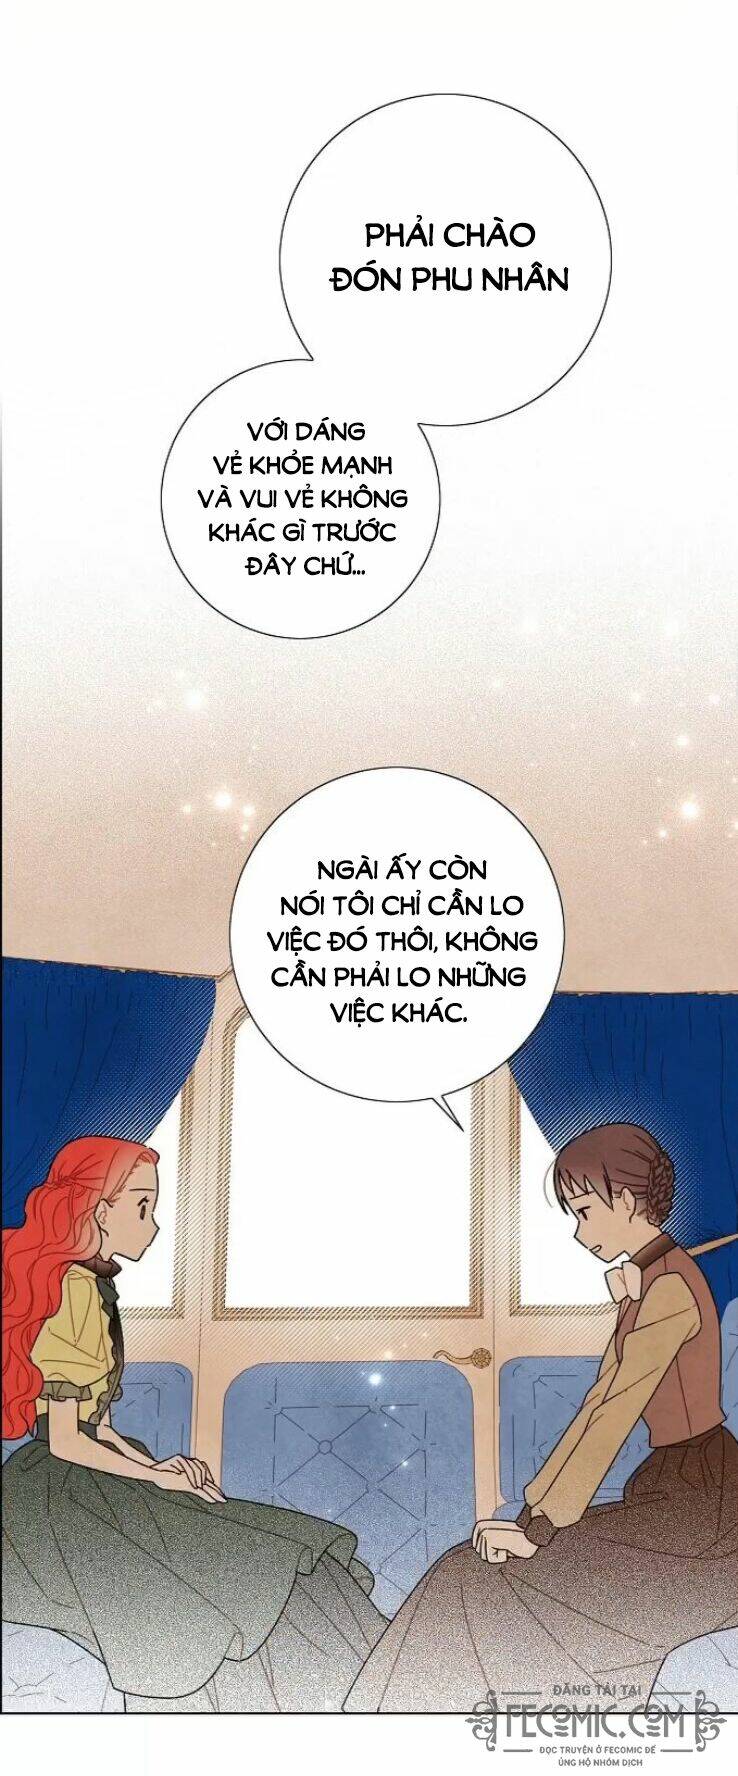 PHẢI CHÀO
ĐÓN PHU NHÂN
VỚI DÁNG
VẺ KHỎE MẠNH
VÀ VUI VẺ KHÔNG
KHÁC GÌ TRƯỚC
ĐÂY CHỨ...
NGÀI ẤY CÒN
NÓI TÔI CHỈ CẦN LO
VIỆC ĐÓ THÔI, KHÔNG
CẦN PHẢI LO NHỮNG
VIỆC KHÁC.
ĐĂNG TẢI TẠI
FECOMIC.COM
ĐỌC TRUYỆN Ở FECOMIC ĐỂ
ỦNG HỘ NHÓM DỊCH